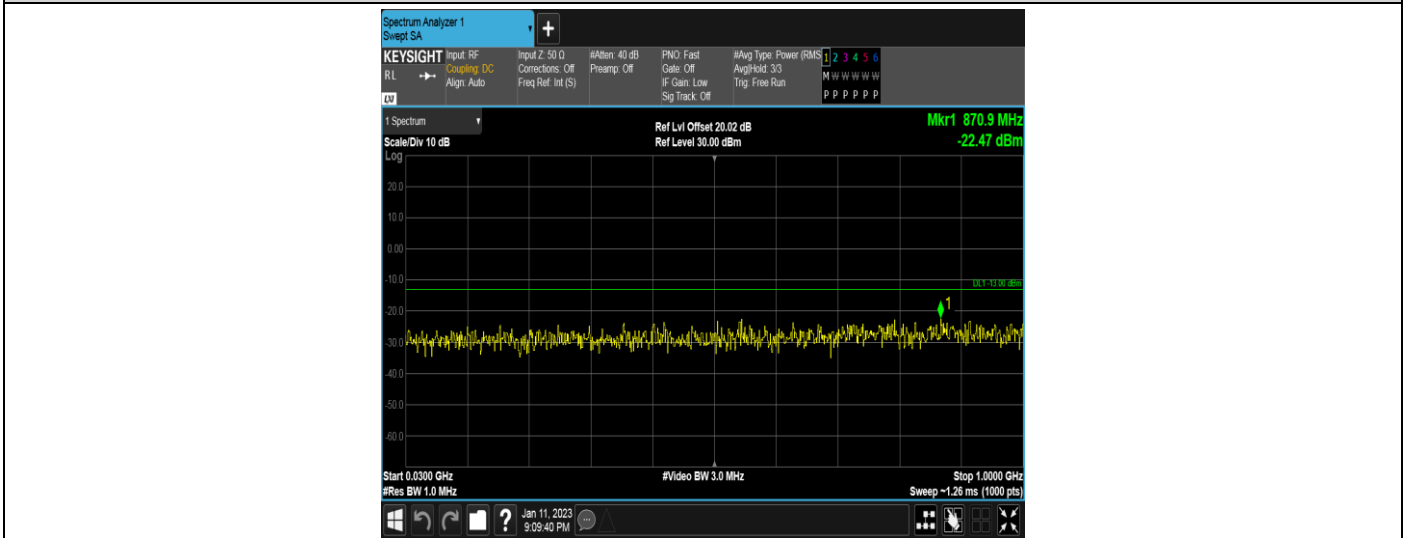 Spectrum Analyzer 1
Swept SA
+
KEYSIGHT Input: RF Input Z: 50 Ω #Atten: 40 dB PNO: Fast #Avg Type: Power (RMS 1 2 3 4 5 6
RL Coupling: DC Corrections: Off Preamp: Off Gate: Off Avg|Hold: 3/3 M W W W W W
Align: Auto Freq Ref: Int (S) IF Gain: Low Trig: Free Run
Sig Track: Off P P P P P P
LXI
1 Spectrum Ref Lvl Offset 20.02 dB Mkr1 870.9 MHz
Scale/Div 10 dB Ref Level 30.00 dBm -22.47 dBm
Log
20.0
10.0
0.00
-10.0
DL1 -13.00 dBm
1
-20.0
-30.0
-40.0
-50.0
-60.0
Start 0.0300 GHz #Video BW 3.0 MHz Stop 1.0000 GHz
#Res BW 1.0 MHz Sweep ~1.26 ms (1000 pts)
? Jan 11, 2023
9:09:40 PM